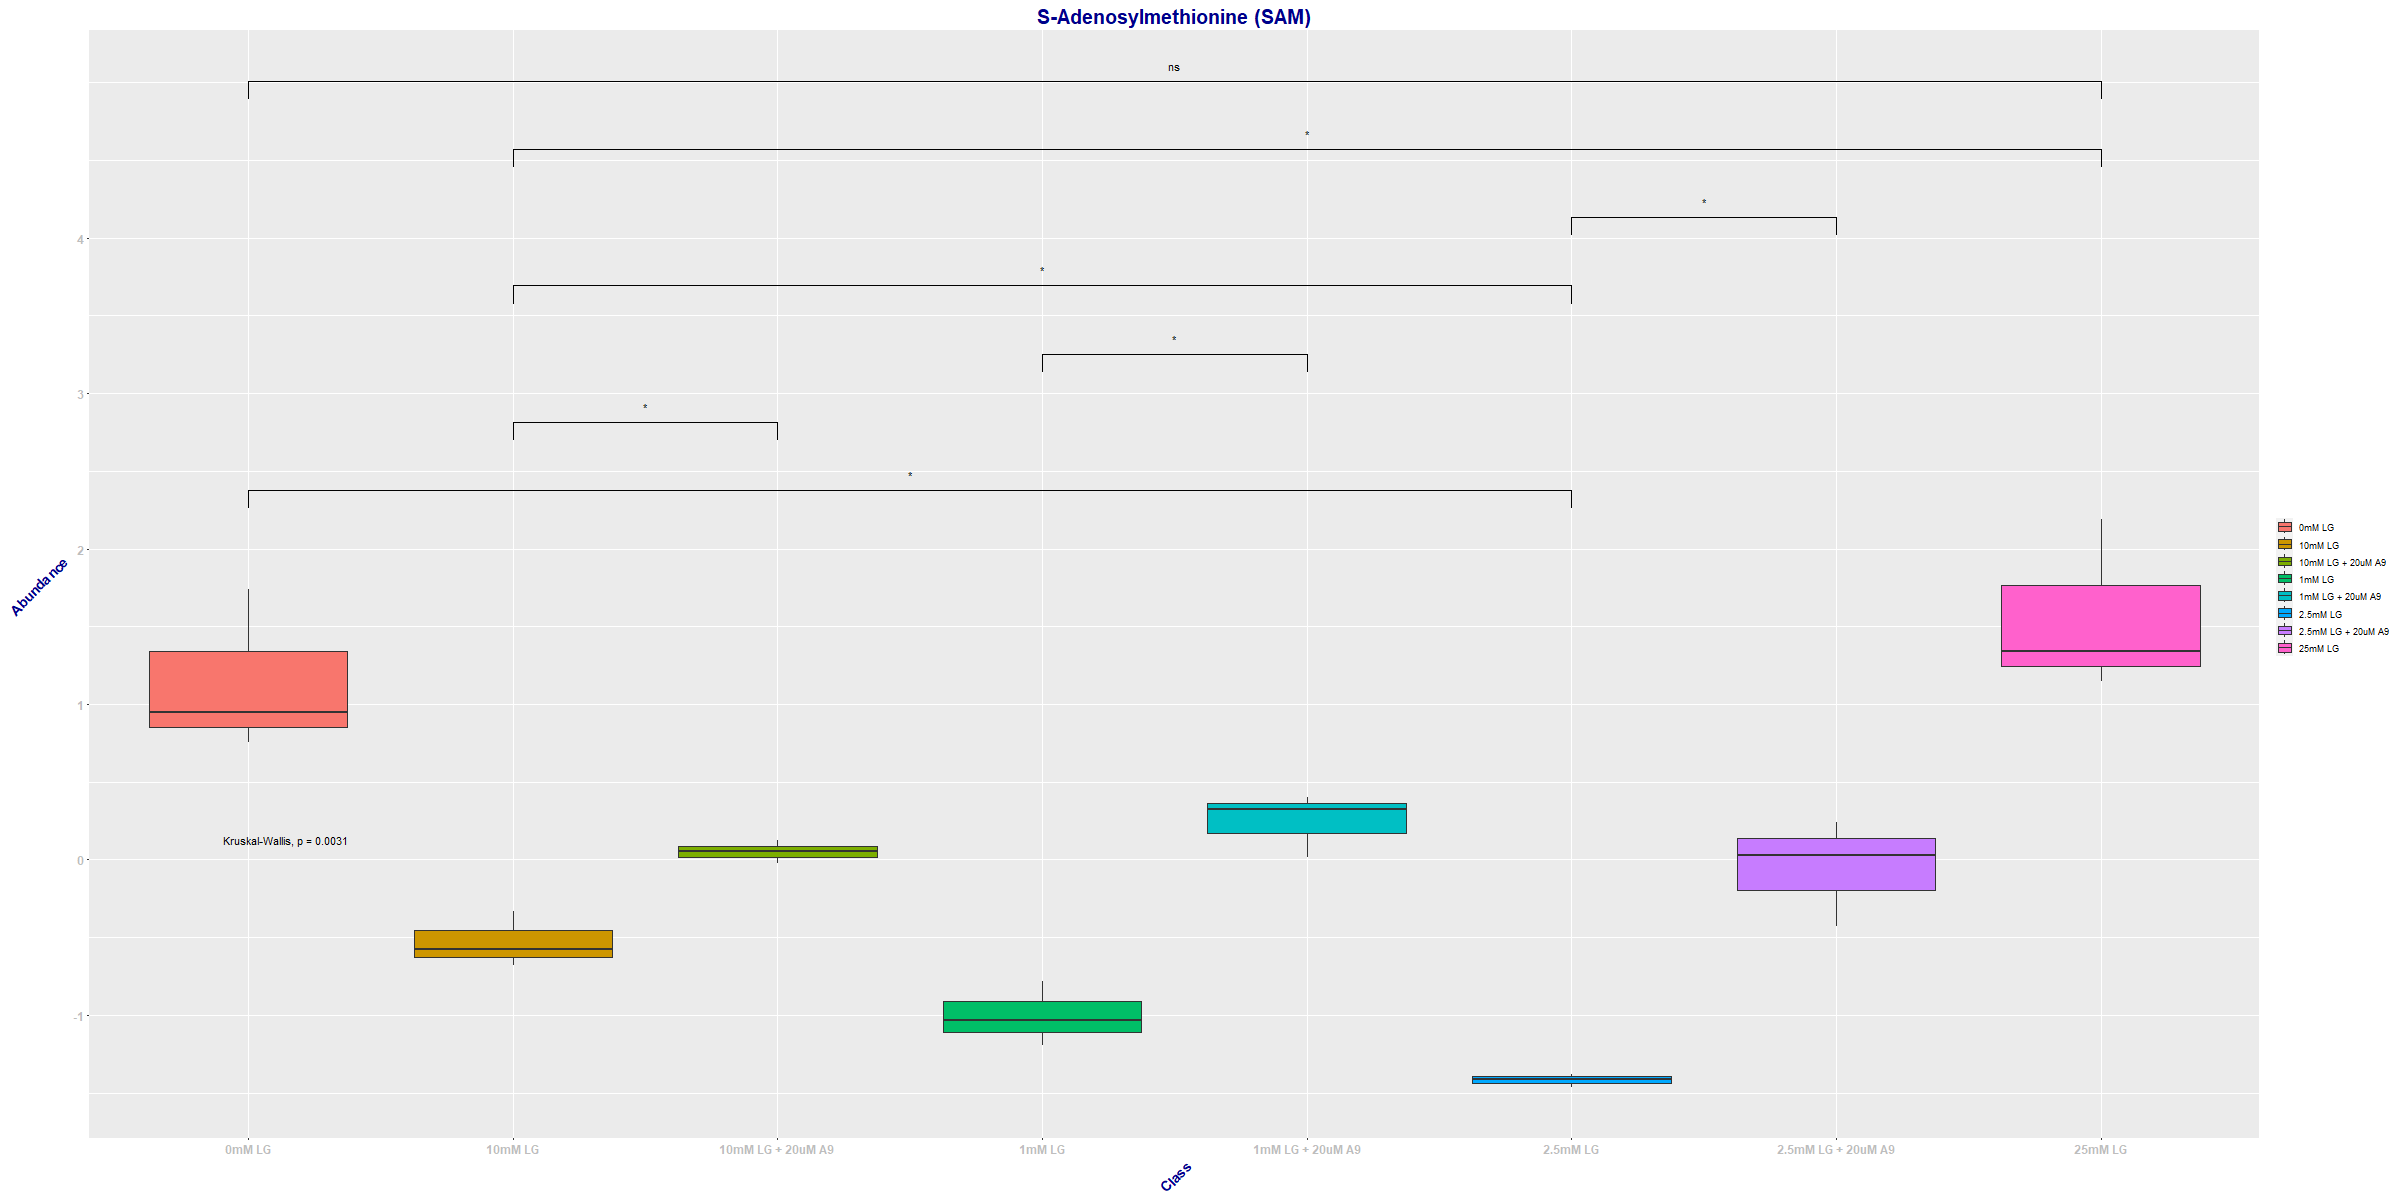 S-Adenosylmethionine (SAM)
ns
*
*
*
*
*
*
4
3
2
1
0
-1
Abundance
Kruskal-Wallis, p = 0.0031
0mM LG
10mM LG
10mM LG + 20uM A9
1mM LG
1mM LG + 20uM A9
2.5mM LG
2.5mM LG + 20uM A9
25mM LG
Class
0mM LG
10mM LG
10mM LG + 20uM A9
1mM LG
1mM LG + 20uM A9
2.5mM LG
2.5mM LG + 20uM A9
25mM LG